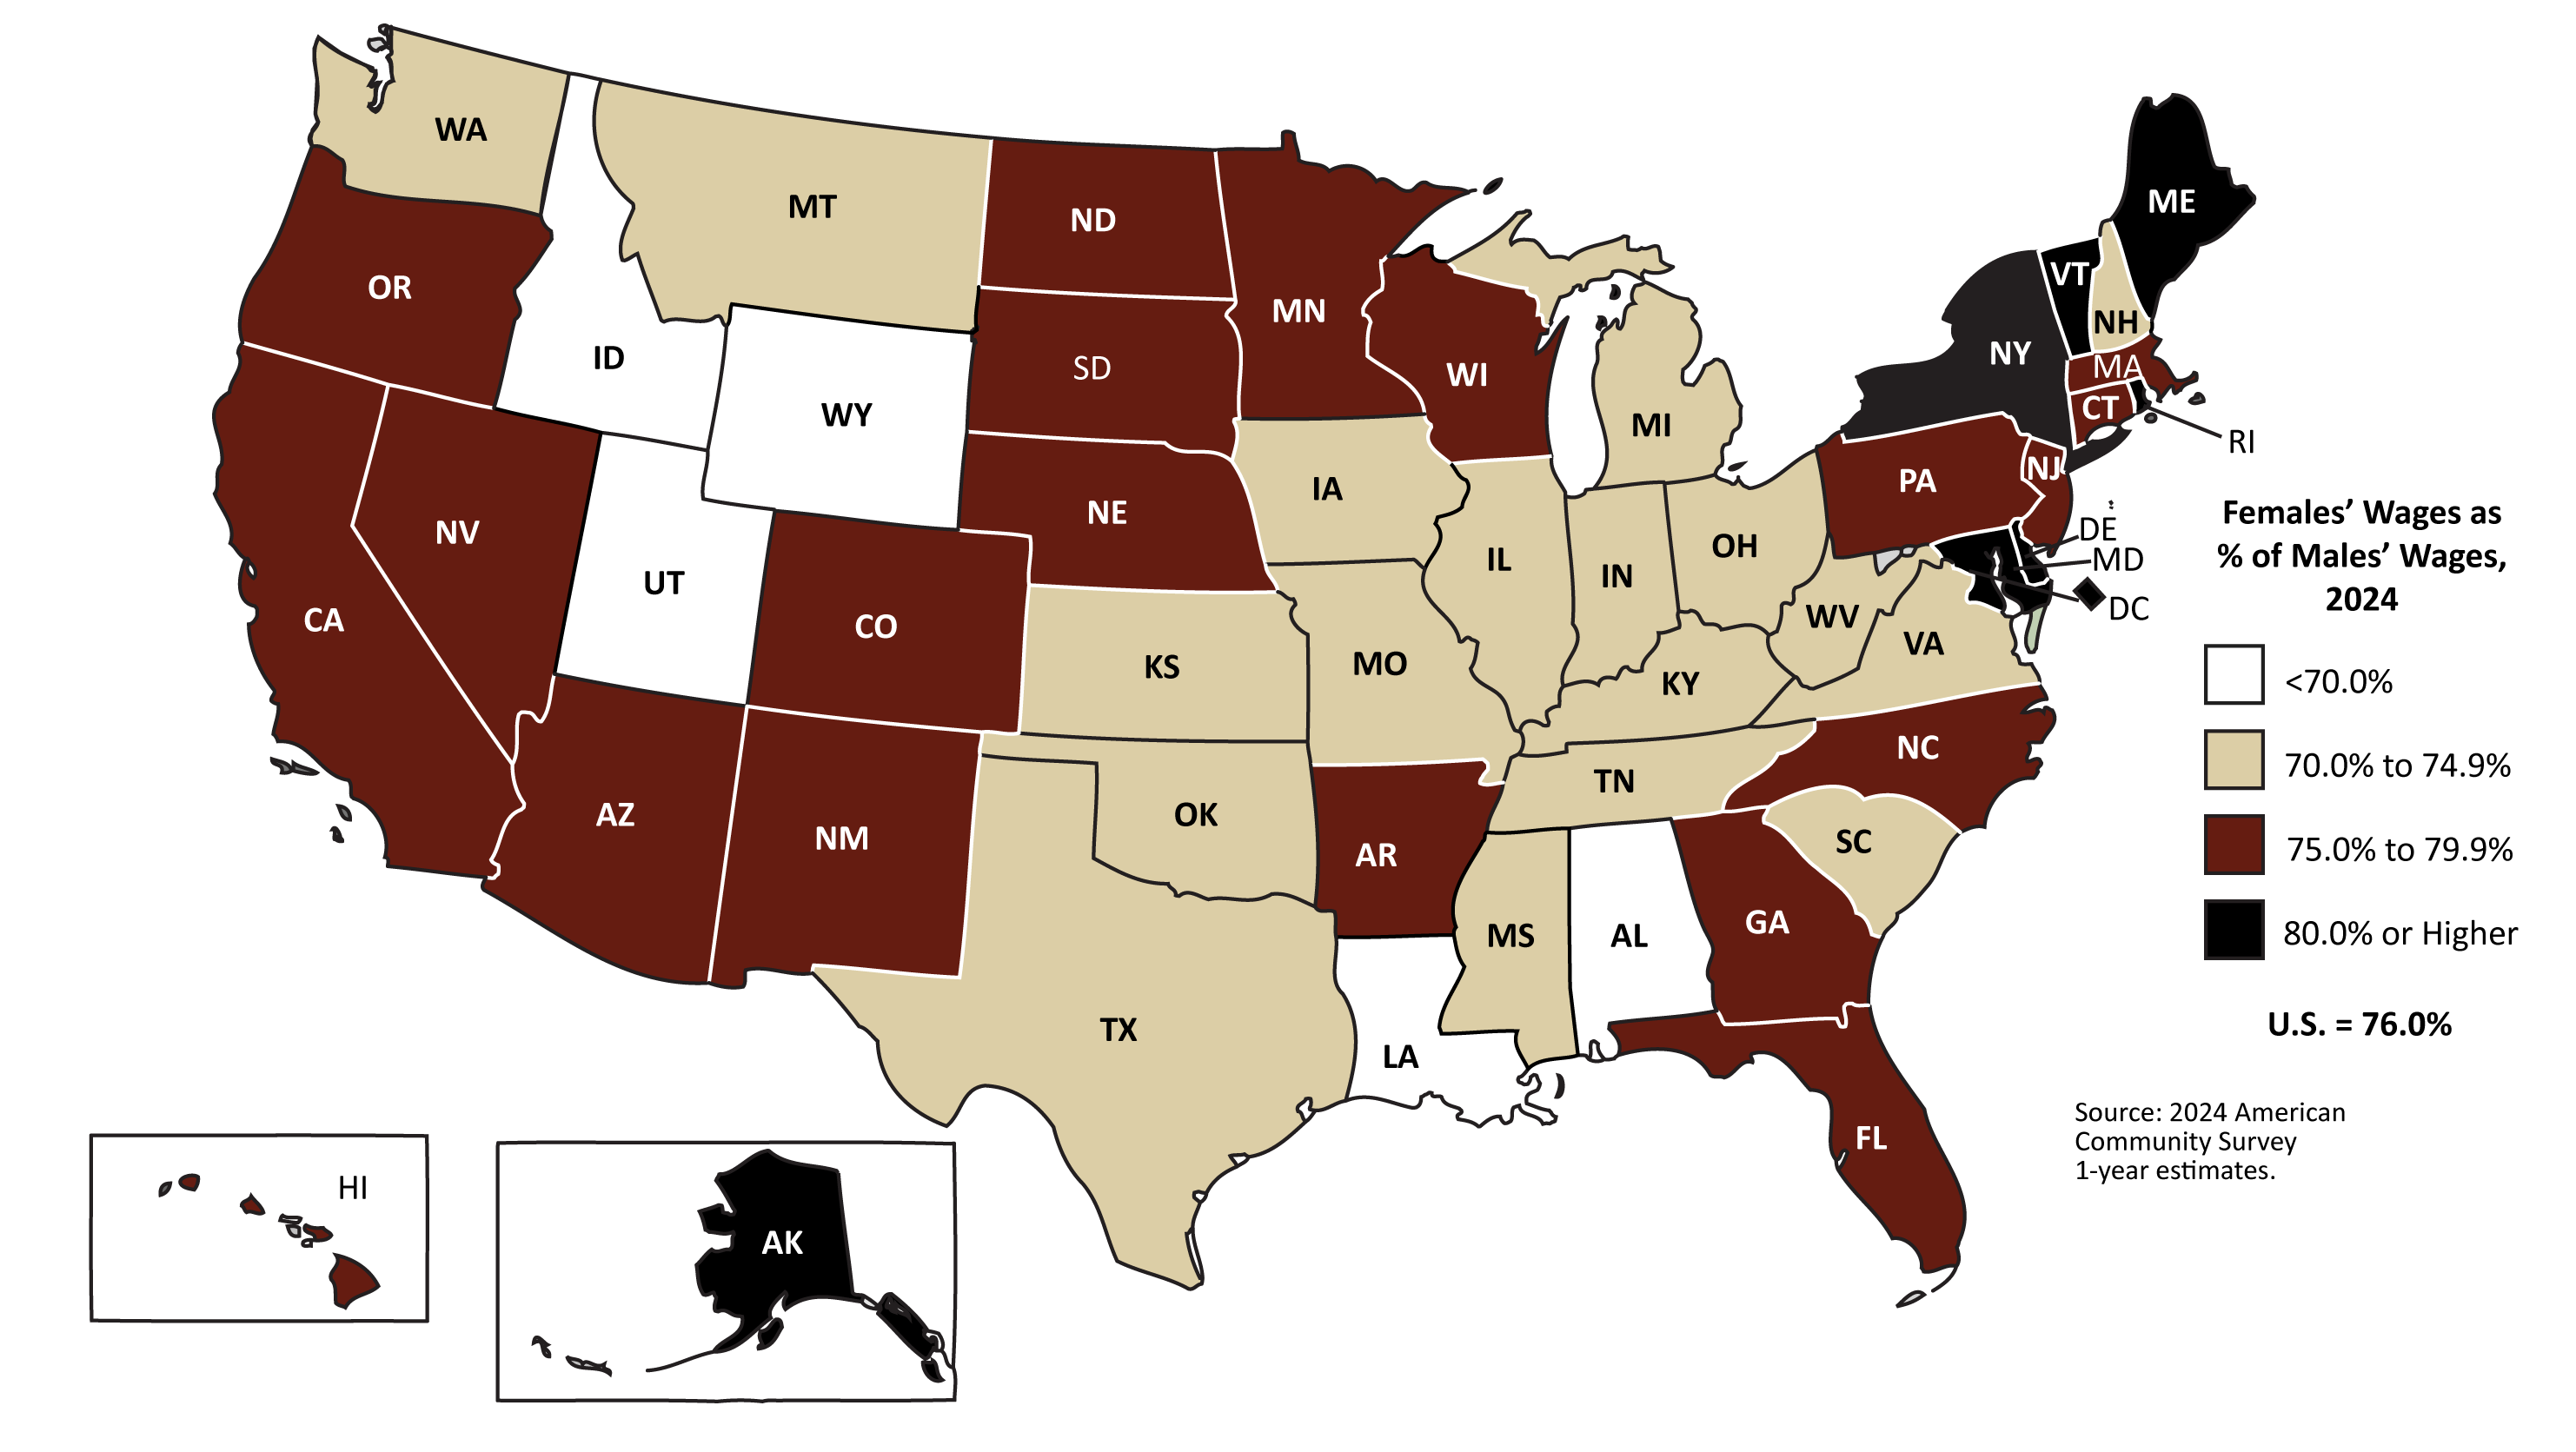 WA
MT
ND
ME
VT
OR
MN
NH
NY
ID
SD
MA
WI
WY
CT
MI
RI
NJ
PA
IA
NE
Females’ Wages as
% of Males’ Wages,
2024
NV
DE
OH
IL
MD
IN
UT
DC
CA
CO
WV
VA
KS
MO
KY
<70.0%
NC
70.0% to 74.9%
TN
AZ
OK
NM
SC
75.0% to 79.9%
AR
GA
MS
AL
80.0% or Higher
TX
U.S. = 76.0%
LA
Source: 2024 American
Community Survey
1-year estimates.
FL
HI
AK